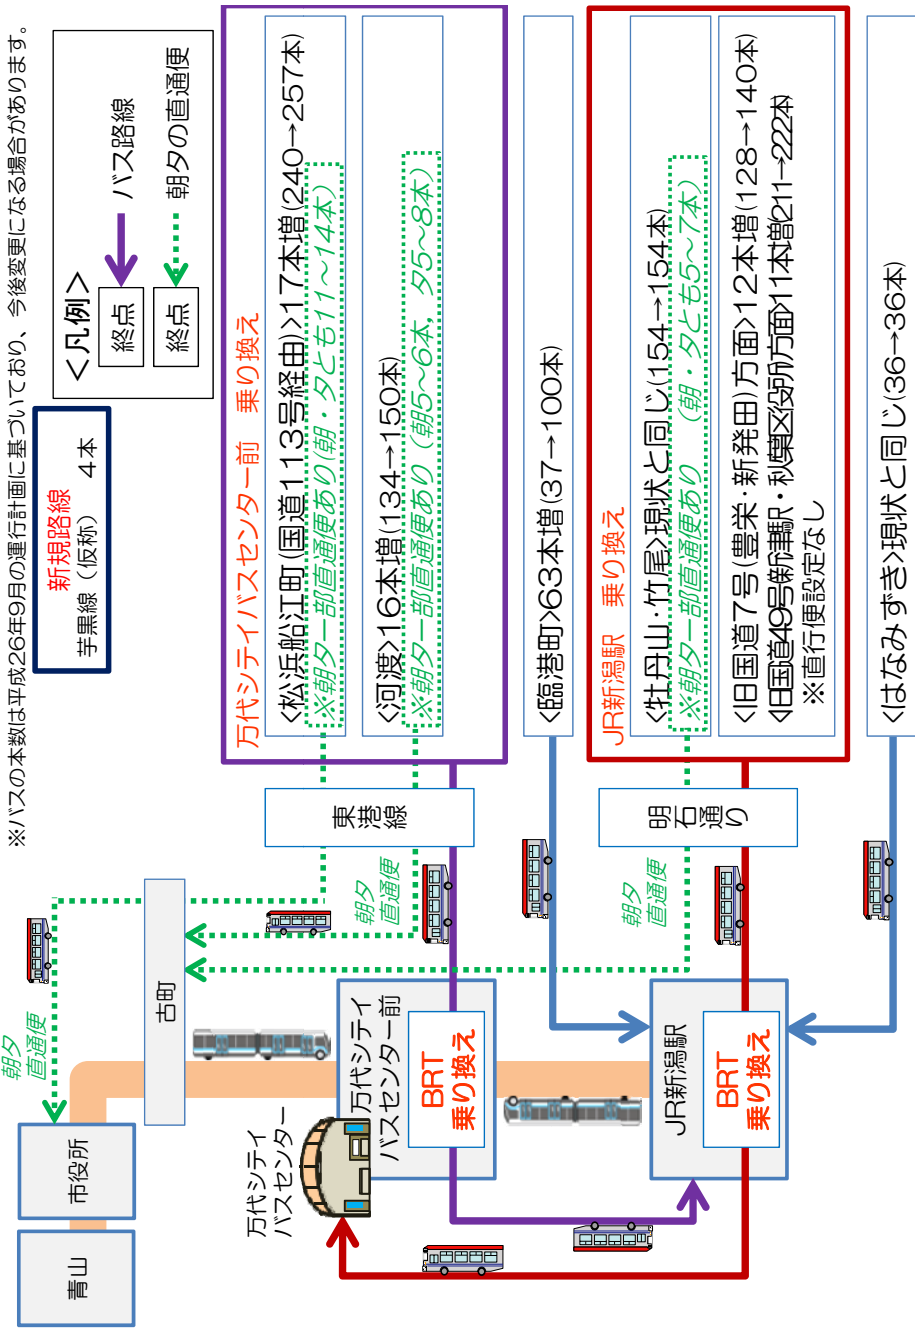 ※バスの本数は平成26年9月の運行計画に基づいており、今後変更になる場合があります。
新規路線
芋黒線（仮称）　4本
<凡例>
終点
バス路線
終点
朝夕の直通便
万代シテイバスセンター前　乗り換え
<松浜船江町(国道113号経由)>17本増(240→257本)
※朝夕一部直通便あり(朝・夕とも11～14本)
<河渡>16本増(134→150本)
※朝夕一部直通便あり（朝5～6本，夕5～8本）
<臨港町>63本増(37→100本)
JR新潟駅　乗り換え
<牡丹山・竹尾>現状と同じ(154→154本)
※朝夕一部直通便あり　（朝・夕とも5～7本）
<旧国道7号(豊栄・新発田)方面>12本増(128→140本)
<旧国道49号新津駅・秋葉区役所方面>11本増(211→222本)
※直行便設定なし
<はなみずき>現状と同じ(36→36本)
東港線
明石通り
朝夕
直通便
朝夕
直通便
朝夕
直通便
古町
市役所
青山
万代シテイ
バスセンター
万代シテイ
バスセンター前
BRT
乗り換え
JR新潟駅
BRT
乗り換え